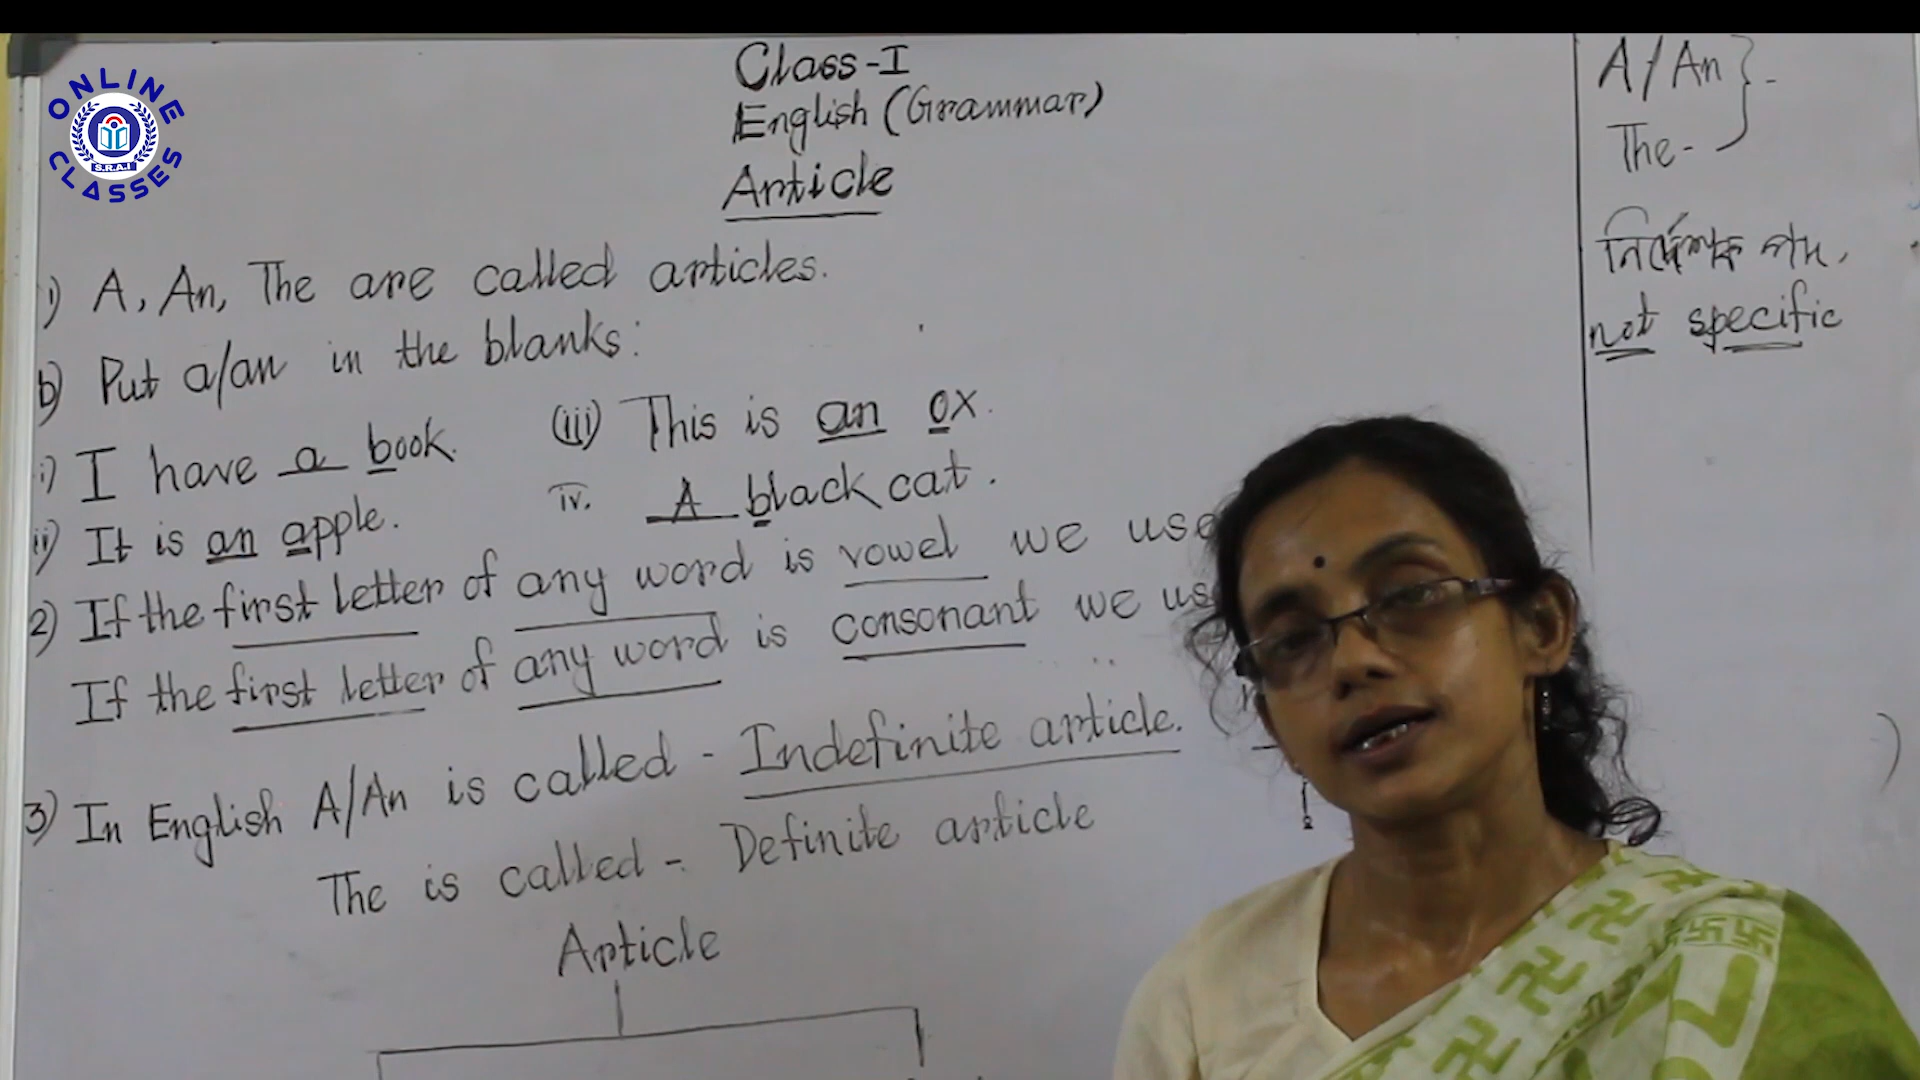 ONLINE CLASSES
S.R.A.I
Class-I
English (Grammar)
Article
1) A, An, The are called articles.
b) Put a/an in the blanks:
i) I have a book.
ii) It is an apple.
(iii) This is an ox.
iv. A black cat.
2) If the first letter of any word is vowel we use
If the first letter of any word is consonant we us
3) In English A/An is called - Indefinite article.
The is called - Definite article
Article
A/An } -
The -
নির্দেশক পদ,
not specific